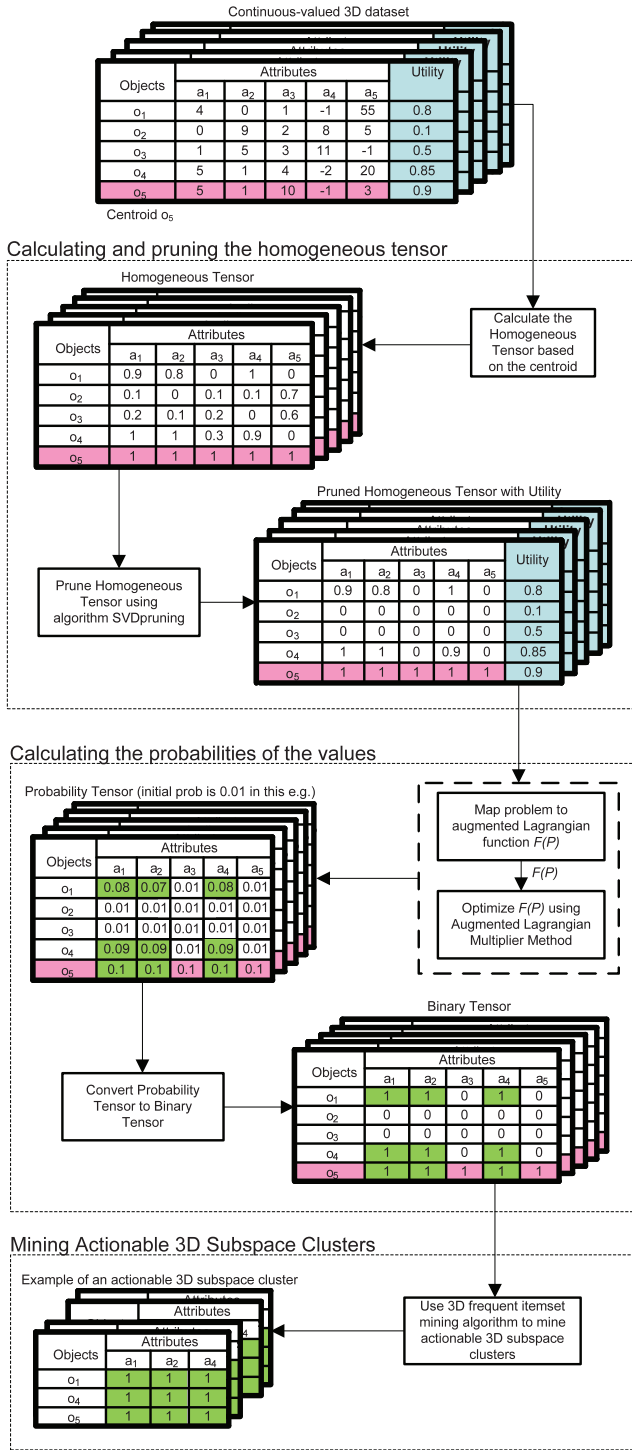 Continuous-valued 3D dataset
Objects Attributes Utility
a1 a2 a3 a4 a5
o1 4 0 1 -1 55 0.8
o2 0 9 2 8 5 0.1
o3 1 5 3 11 -1 0.5
o4 5 1 4 -2 20 0.85
o5 5 1 10 -1 3 0.9
Centroid o5
Calculating and pruning the homogeneous tensor
Homogeneous Tensor
Objects Attributes
a1 a2 a3 a4 a5
o1 0.9 0.8 0 1 0
o2 0.1 0 0.1 0.1 0.7
o3 0.2 0.1 0.2 0 0.6
o4 1 1 0.3 0.9 0
o5 1 1 1 1 1
Calculate the
Homogeneous
Tensor based
on the centroid
Prune Homogeneous
Tensor using
algorithm SVDpruning
Pruned Homogeneous Tensor with Utility
Objects Attributes Utility
a1 a2 a3 a4 a5
o1 0.9 0.8 0 1 0 0.8
o2 0 0 0 0 0 0.1
o3 0 0 0 0 0 0.5
o4 1 1 0 0.9 0 0.85
o5 1 1 1 1 1 0.9
Calculating the probabilities of the values
Probability Tensor (initial prob is 0.01 in this e.g.)
Objects Attributes
a1 a2 a3 a4 a5
o1 0.08 0.07 0.01 0.08 0.01
o2 0.01 0.01 0.01 0.01 0.01
o3 0.01 0.01 0.01 0.01 0.01
o4 0.09 0.09 0.01 0.09 0.01
o5 0.1 0.1 0.1 0.1 0.1
Map problem to
augmented Lagrangian
function F(P)
F(P)
Optimize F(P) using
Augmented Lagrangian
Multiplier Method
Convert Probability
Tensor to Binary
Tensor
Binary Tensor
Objects Attributes
a1 a2 a3 a4 a5
o1 1 1 0 1 0
o2 0 0 0 0 0
o3 0 0 0 0 0
o4 1 1 0 1 0
o5 1 1 1 1 1
Mining Actionable 3D Subspace Clusters
Example of an actionable 3D subspace cluster
Attributes
Attributes
Objects Attributes
a1 a2 a4
o1 1 1 1
o4 1 1 1
o5 1 1 1
Use 3D frequent itemset
mining algorithm to mine
actionable 3D subspace
clusters